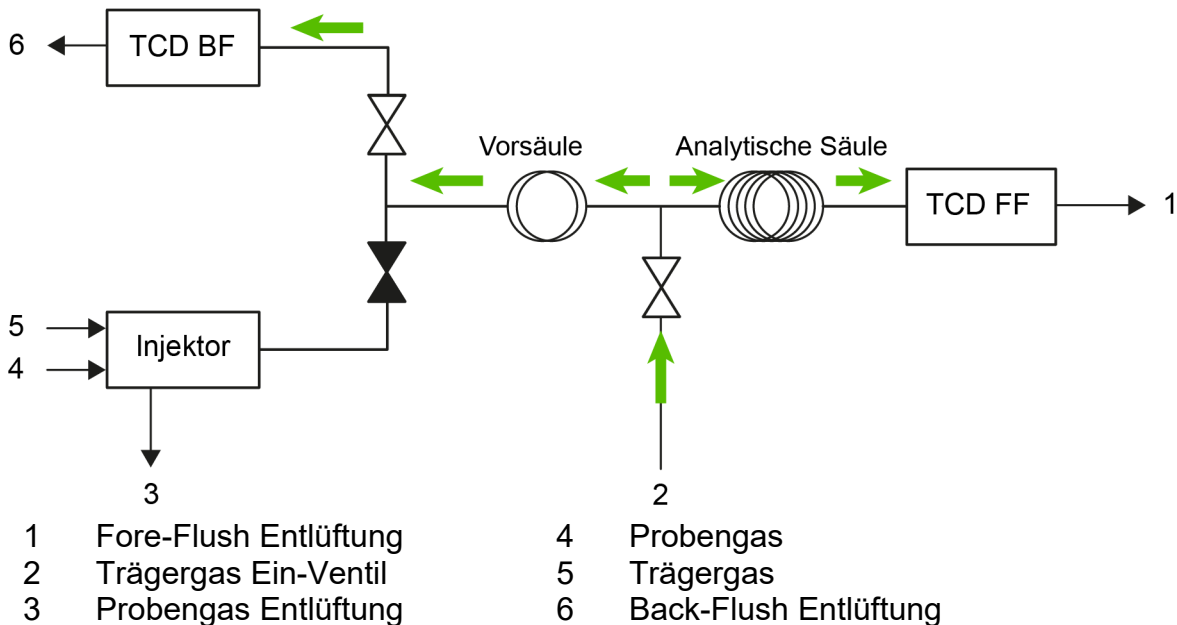 6
TCD BF
Vorsäule
Analytische Säule
TCD FF
1
5
4
Injektor
3
2
1 Fore-Flush Entlüftung
2 Trägergas Ein-Ventil
3 Probengas Entlüftung
4 Probengas
5 Trägergas
6 Back-Flush Entlüftung